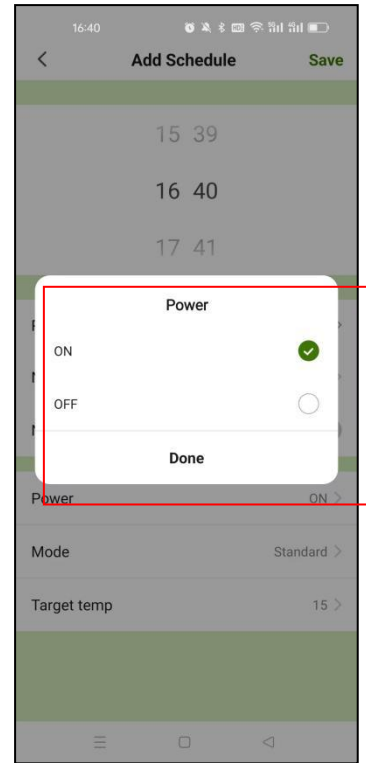 16:40
Add Schedule Save
15 39
16 40
17 41
Power
ON
OFF
Done
Power ON
Mode Standard
Target temp 15